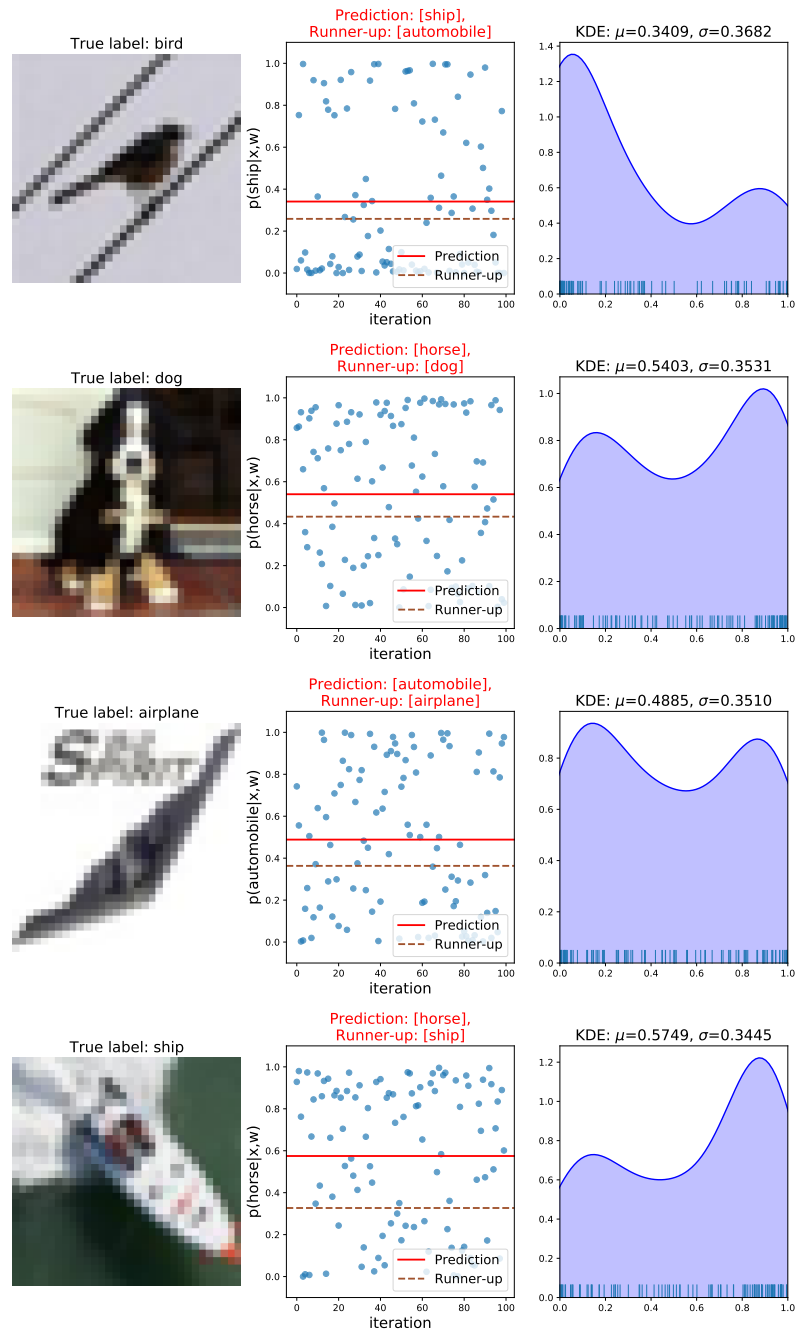 True label: bird
Prediction: [ship],
Runner-up: [automobile]
p(ship|x,w)
1.0
0.8
0.6
0.4
0.2
0.0
Prediction
Runner-up
0 20 40 60 80 100
iteration
KDE: μ=0.3409, σ=0.3682
1.4
1.2
1.0
0.8
0.6
0.4
0.2
0.0
0.0 0.2 0.4 0.6 0.8 1.0
True label: dog
Prediction: [horse],
Runner-up: [dog]
p(horse|x,w)
1.0
0.8
0.6
0.4
0.2
0.0
Prediction
Runner-up
0 20 40 60 80 100
iteration
KDE: μ=0.5403, σ=0.3531
1.0
0.8
0.6
0.4
0.2
0.0
0.0 0.2 0.4 0.6 0.8 1.0
True label: airplane
Prediction: [automobile],
Runner-up: [airplane]
p(automobile|x,w)
1.0
0.8
0.6
0.4
0.2
0.0
Prediction
Runner-up
0 20 40 60 80 100
iteration
KDE: μ=0.4885, σ=0.3510
0.8
0.6
0.4
0.2
0.0
0.0 0.2 0.4 0.6 0.8 1.0
True label: ship
Prediction: [horse],
Runner-up: [ship]
p(horse|x,w)
1.0
0.8
0.6
0.4
0.2
0.0
Prediction
Runner-up
0 20 40 60 80 100
iteration
KDE: μ=0.5749, σ=0.3445
1.2
1.0
0.8
0.6
0.4
0.2
0.0
0.0 0.2 0.4 0.6 0.8 1.0